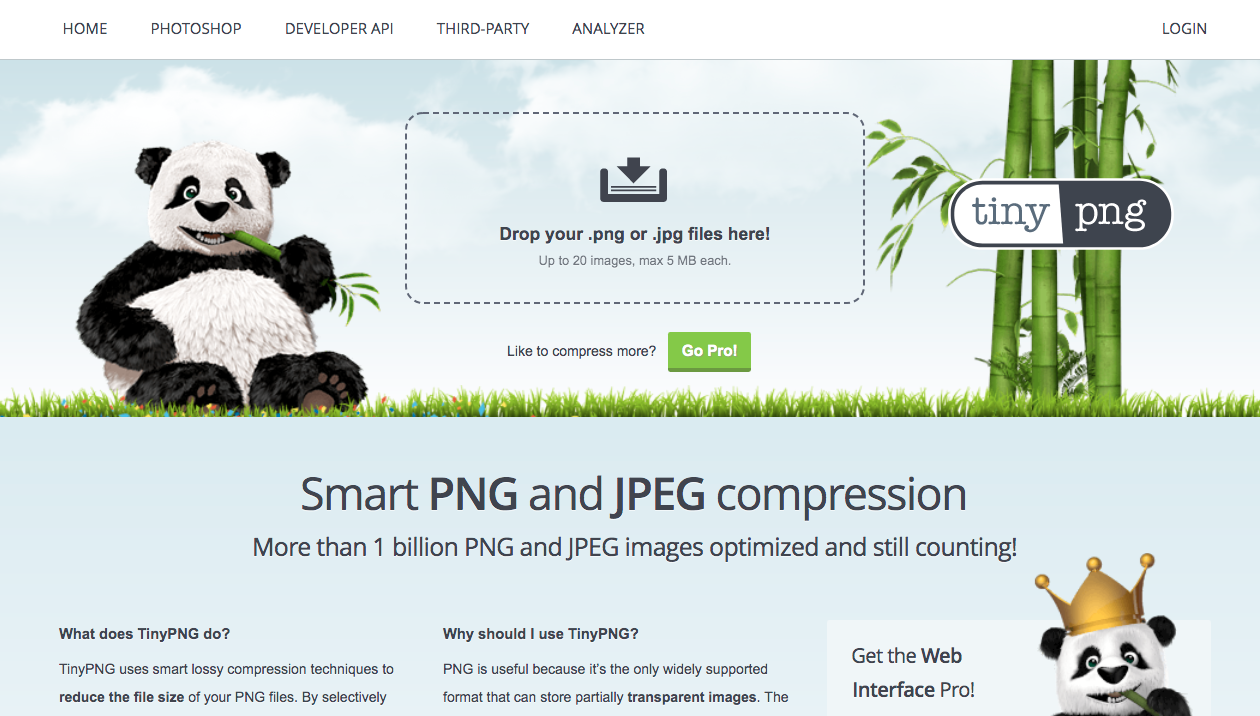 HOME PHOTOSHOP DEVELOPER API THIRD-PARTY ANALYZER LOGIN
tiny png
Drop your .png or .jpg files here!
Up to 20 images, max 5 MB each.
Like to compress more? Go Pro!
Smart PNG and JPEG compression
More than 1 billion PNG and JPEG images optimized and still counting!
What does TinyPNG do?
TinyPNG uses smart lossy compression techniques to
reduce the file size of your PNG files. By selectively
Why should I use TinyPNG?
PNG is useful because it's the only widely supported
format that can store partially transparent images. The
Get the Web
Interface Pro!